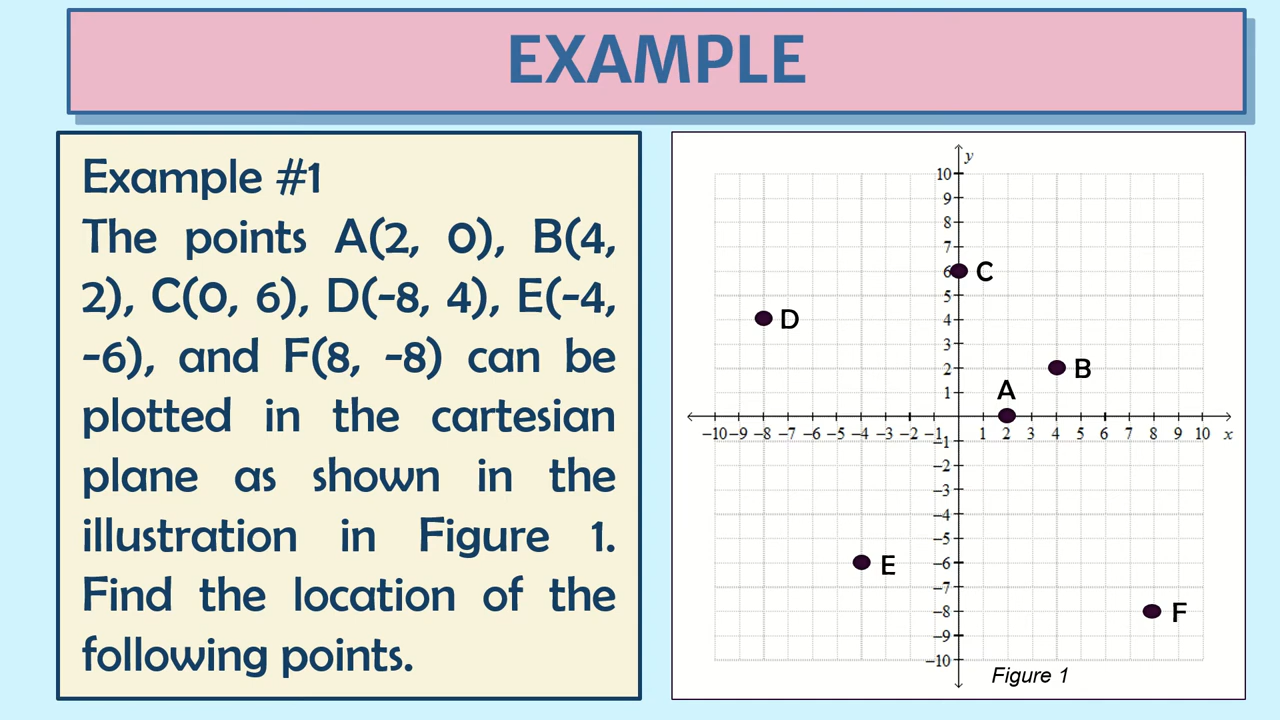 EXAMPLE
Example #1
The points A(2, 0), B(4,
2), C(0, 6), D(-8, 4), E(-4,
-6), and F(8, -8) can be
plotted in the cartesian
plane as shown in the
illustration in Figure 1.
Find the location of the
following points.
y
10
9
8
7
6
C
5
D
4
3
B
2
A
1
−10 −9 −8 −7 −6 −5 −4 −3 −2 −1 1 2 3 4 5 6 7 8 9 10 x
−1
−2
−3
−4
−5
−6
E
−7
−8
F
−9
−10
Figure 1